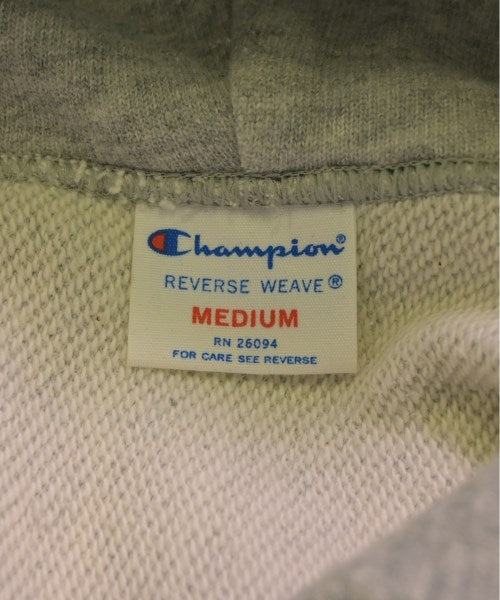 Champion®
REVERSE WEAVE®
MEDIUM
RN 26094
FOR CARE SEE REVERSE